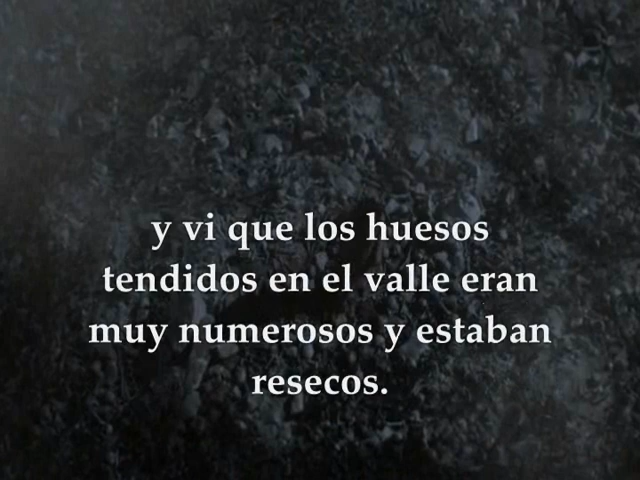 y vi que los huesos
tendidos en el valle eran
muy numerosos y estaban
resecos.